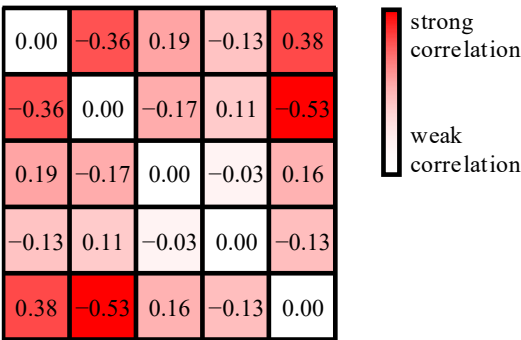 0.00 −0.36 0.19 −0.13 0.38
−0.36 0.00 −0.17 0.11 −0.53
0.19 −0.17 0.00 −0.03 0.16
−0.13 0.11 −0.03 0.00 −0.13
0.38 −0.53 0.16 −0.13 0.00
strong
correlation
weak
correlation